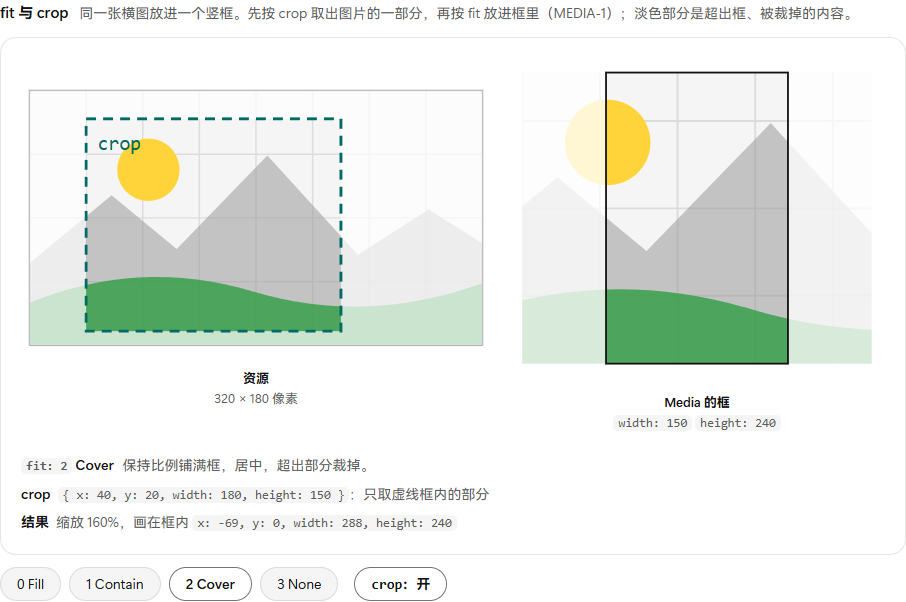 fit 与 crop 同一张横图放进一个竖框。先按 crop 取出图片的一部分，再按 fit 放进框里（MEDIA-1）；淡色部分是超出框、被裁掉的内容。
crop
资源
320 × 180 像素
Media 的框
width: 150 height: 240
fit: 2 Cover 保持比例铺满框，居中，超出部分裁掉。
crop { x: 40, y: 20, width: 180, height: 150 }：只取虚线框内的部分
结果 缩放 160%，画在框内 x: -69, y: 0, width: 288, height: 240
0 Fill 1 Contain 2 Cover 3 None crop: 开